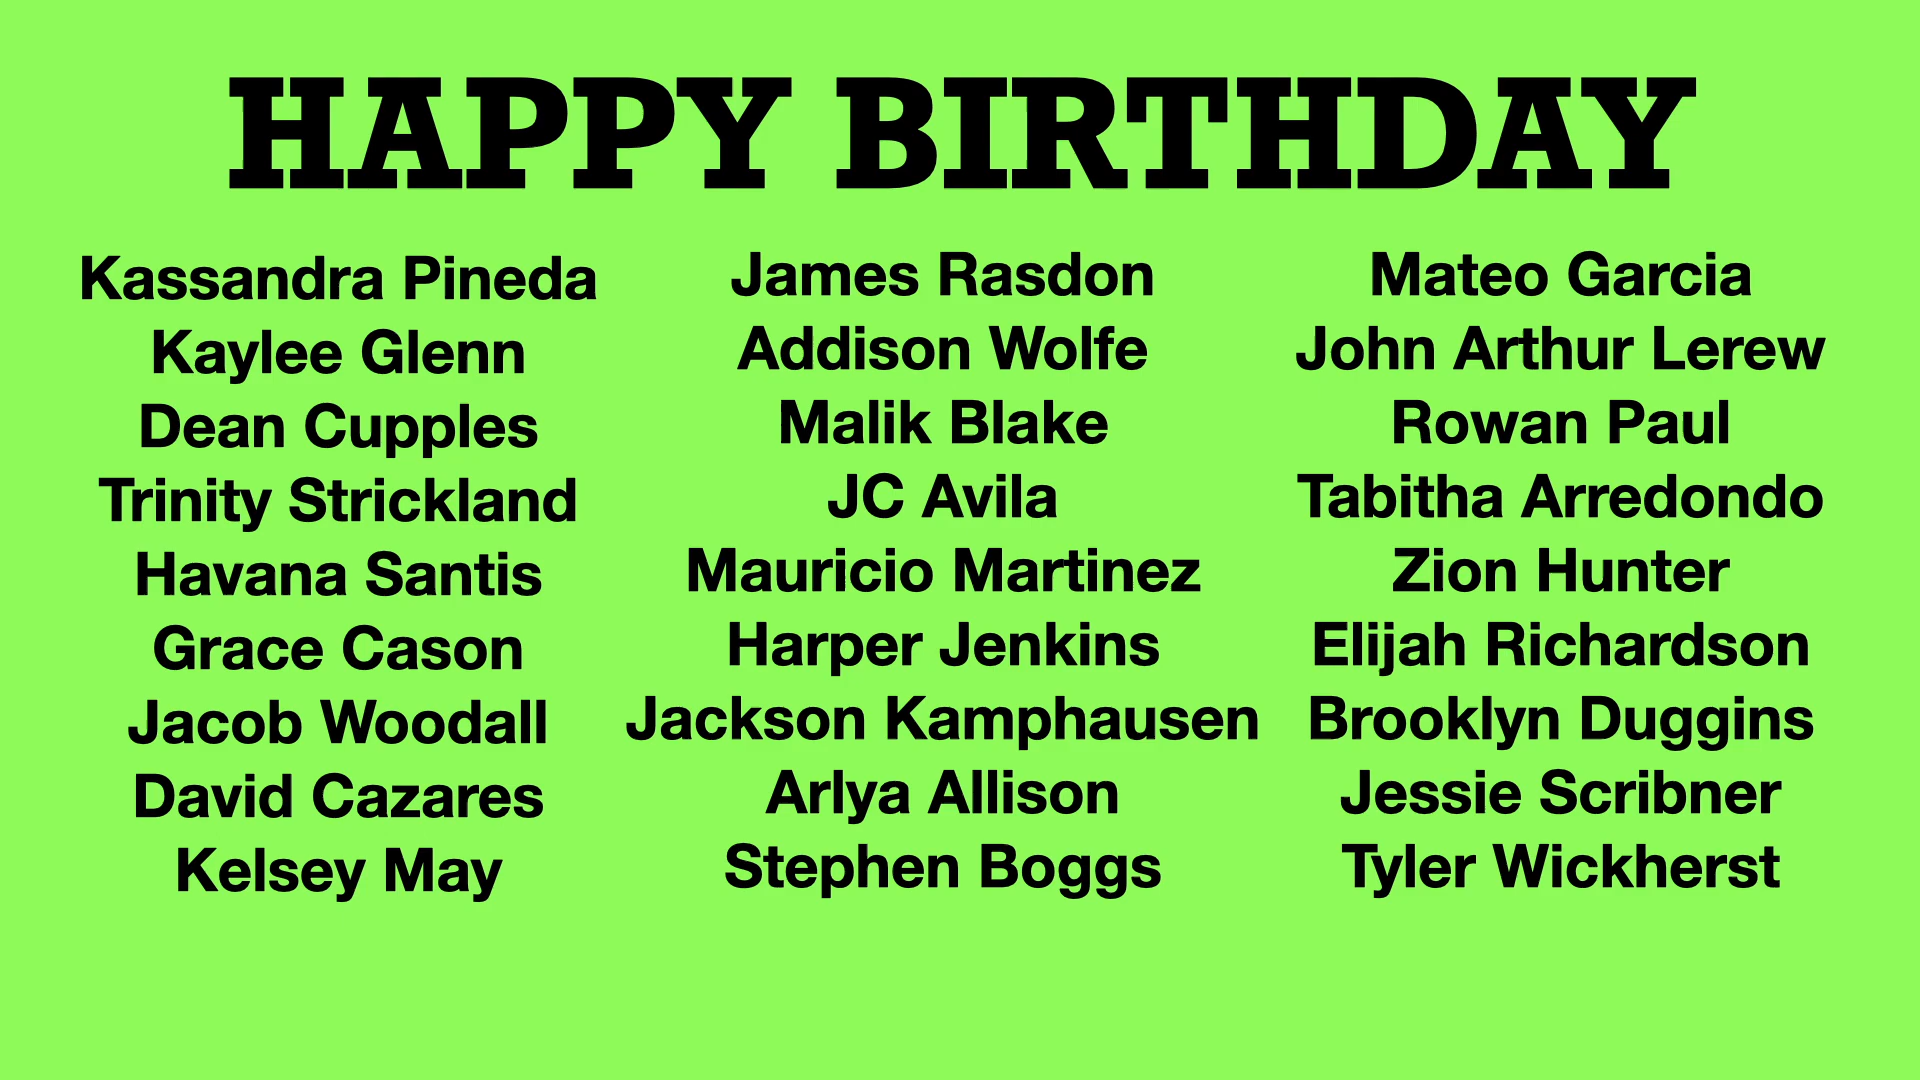 HAPPY BIRTHDAY
Kassandra Pineda
Kaylee Glenn
Dean Cupples
Trinity Strickland
Havana Santis
Grace Cason
Jacob Woodall
David Cazares
Kelsey May
James Rasdon
Addison Wolfe
Malik Blake
JC Avila
Mauricio Martinez
Harper Jenkins
Jackson Kamphausen
Arlya Allison
Stephen Boggs
Mateo Garcia
John Arthur Lerew
Rowan Paul
Tabitha Arredondo
Zion Hunter
Elijah Richardson
Brooklyn Duggins
Jessie Scribner
Tyler Wickherst